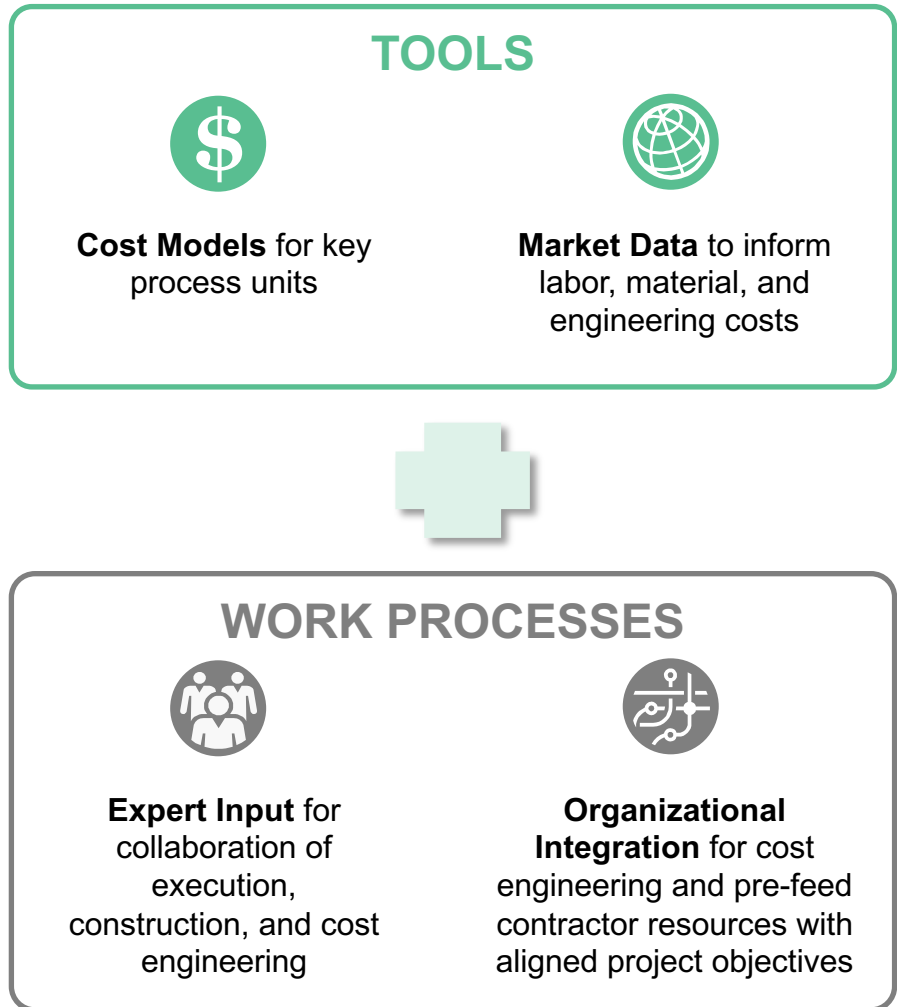 TOOLS
$
Cost Models for key
process units
Market Data to inform
labor, material, and
engineering costs
WORK PROCESSES
Expert Input for
collaboration of
execution,
construction, and cost
engineering
Organizational
Integration for cost
engineering and pre-feed
contractor resources with
aligned project objectives